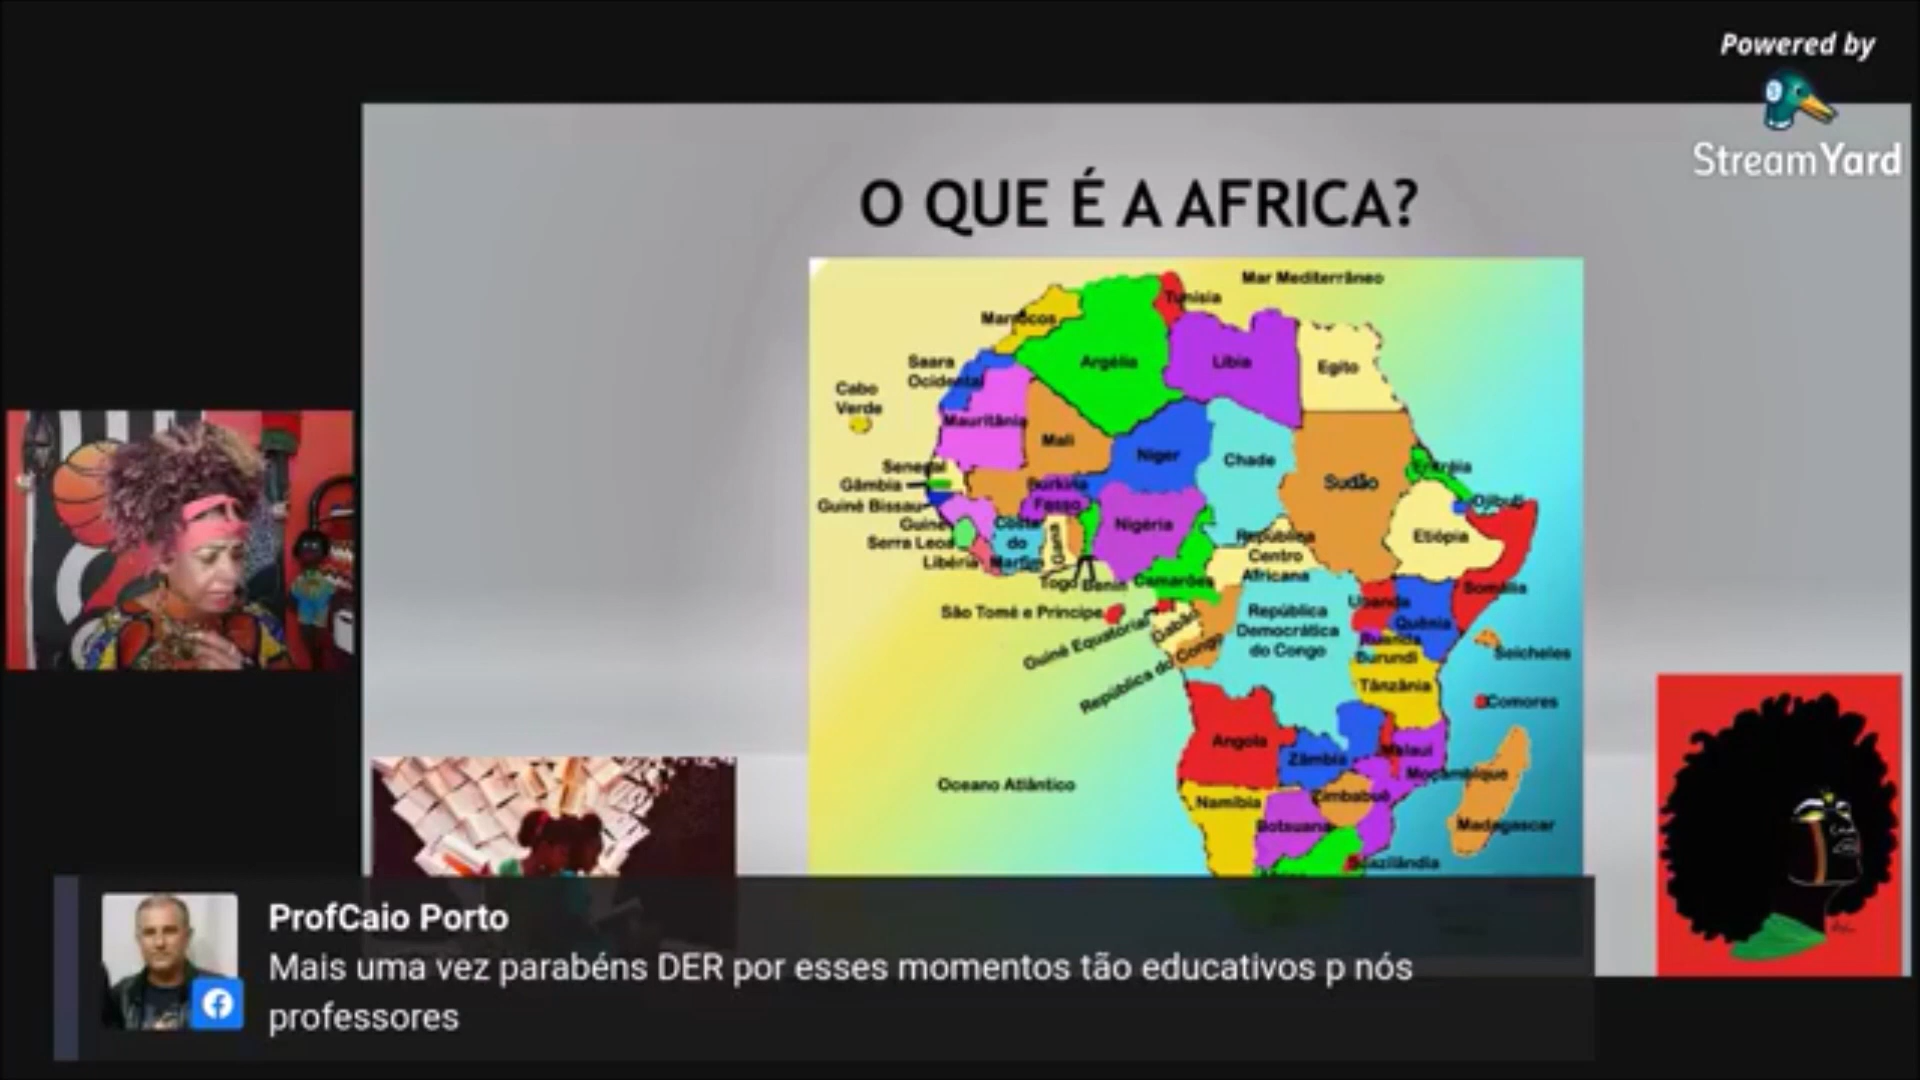 Powered by
StreamYard
O QUE É A AFRICA?
Mar Mediterrâneo
Tunísia
Marrocos
Argélia
Líbia
Egito
Saara
Ocidental
Cabo
Verde
Mauritânia
Mali
Niger
Chade
Sudão
Eritréia
Senegal
Gâmbia
Burkina
Fasso
Djibuti
Guiné Bissau
Guiné
Costa
do
Marfim
Gana
Nigéria
República
Centro
Africana
Etiópia
Serra Leoa
Libéria
Togo
Benin
Camarões
Somália
São Tomé e Principe
Guiné Equatorial
Gabão
República do Congo
República
Democrática
do Congo
Uganda
Quênia
Ruanda
Burundi
Seicheles
Tânzânia
Comores
Angola
Zâmbia
Malaui
Moçambique
Oceano Atlântico
Namíbia
Zimbabue
Botsuana
Madagascar
Suazilândia
ProfCaio Porto
Mais uma vez parabéns DER por esses momentos tão educativos p nós
professores